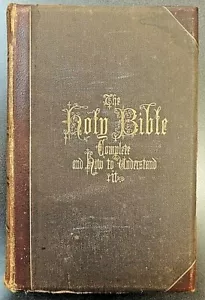 The
Holy Bible
Complete
and How to Understand
it